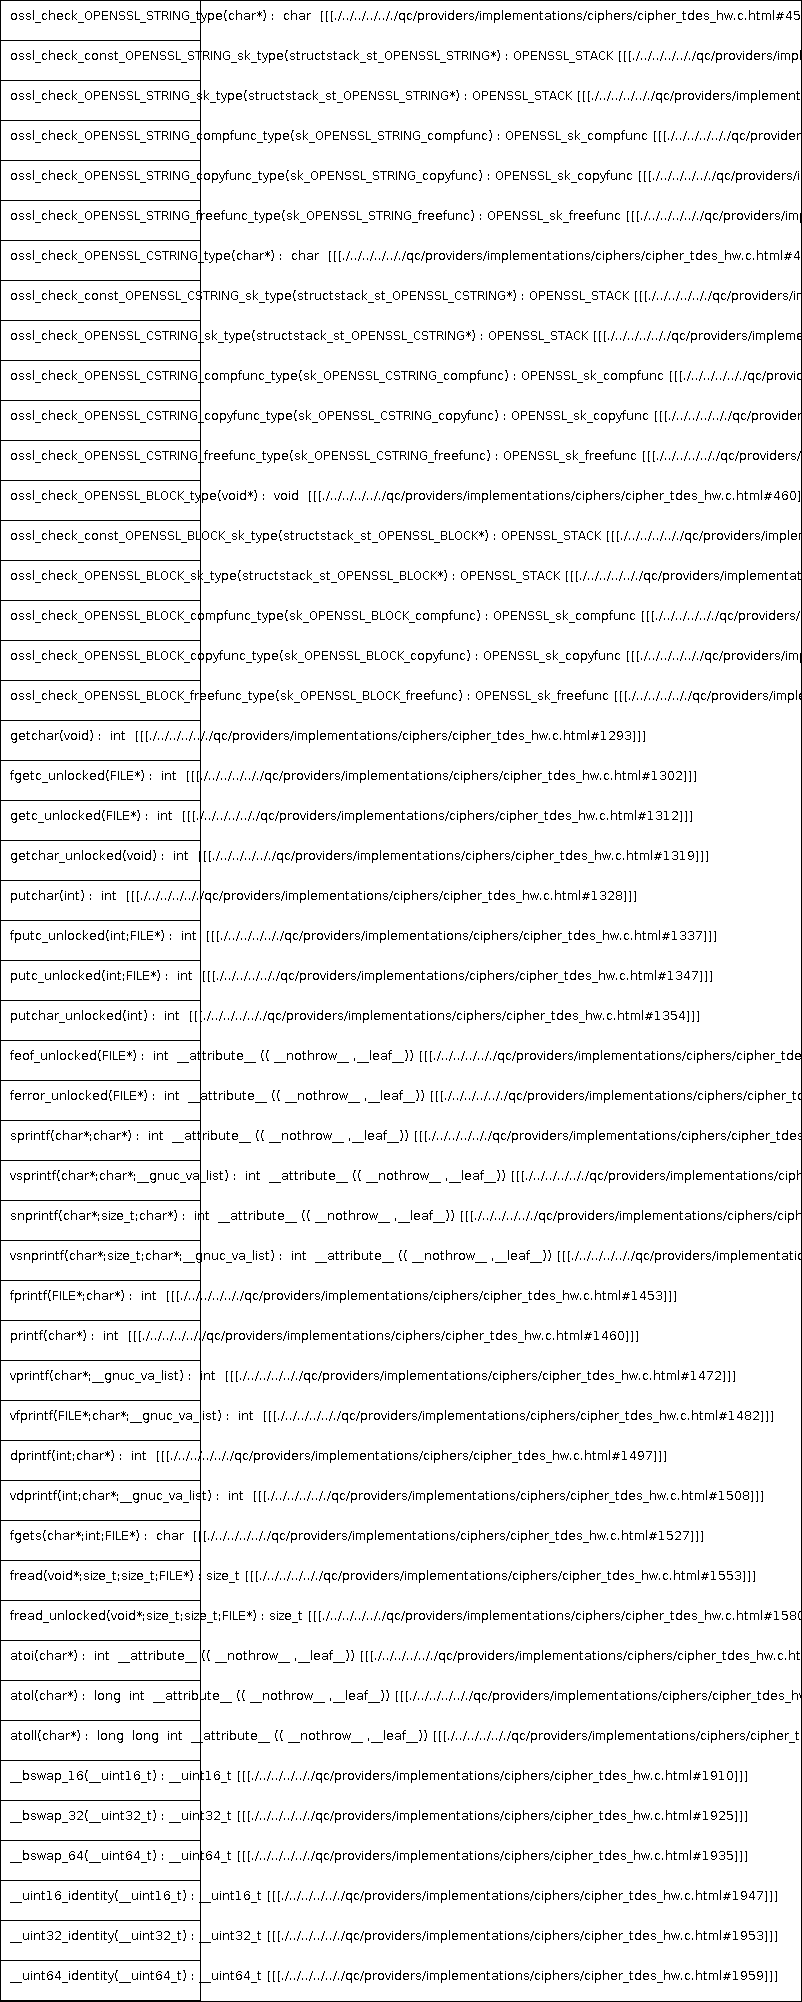 ossl_check_OPENSSL_STRING_type(char*) : char [[[./../../../../qc/providers/implementations/ciphers/cipher_tdes_hw.c.html#45
ossl_check_const_OPENSSL_STRING_sk_type(structstack_st_OPENSSL_STRING*) : OPENSSL_STACK [[[./../../../../qc/providers/impl
ossl_check_OPENSSL_STRING_sk_type(structstack_st_OPENSSL_STRING*) : OPENSSL_STACK [[[./../../../../qc/providers/implement
ossl_check_OPENSSL_STRING_compfunc_type(sk_OPENSSL_STRING_compfunc) : OPENSSL_sk_compfunc [[[./../../../../qc/provider
ossl_check_OPENSSL_STRING_copyfunc_type(sk_OPENSSL_STRING_copyfunc) : OPENSSL_sk_copyfunc [[[./../../../../qc/providers/i
ossl_check_OPENSSL_STRING_freefunc_type(sk_OPENSSL_STRING_freefunc) : OPENSSL_sk_freefunc [[[./../../../../qc/providers/imp
ossl_check_OPENSSL_CSTRING_type(char*) : char [[[./../../../../qc/providers/implementations/ciphers/cipher_tdes_hw.c.html#4
ossl_check_const_OPENSSL_CSTRING_sk_type(structstack_st_OPENSSL_CSTRING*) : OPENSSL_STACK [[[./../../../../qc/providers/in
ossl_check_OPENSSL_CSTRING_sk_type(structstack_st_OPENSSL_CSTRING*) : OPENSSL_STACK [[[./../../../../qc/providers/impleme
ossl_check_OPENSSL_CSTRING_compfunc_type(sk_OPENSSL_CSTRING_compfunc) : OPENSSL_sk_compfunc [[[./../../../../qc/provid
ossl_check_OPENSSL_CSTRING_copyfunc_type(sk_OPENSSL_CSTRING_copyfunc) : OPENSSL_sk_copyfunc [[[./../../../../qc/provider
ossl_check_OPENSSL_CSTRING_freefunc_type(sk_OPENSSL_CSTRING_freefunc) : OPENSSL_sk_freefunc [[[./../../../../qc/providers/
ossl_check_OPENSSL_BLOCK_type(void*) : void [[[./../../../../qc/providers/implementations/ciphers/cipher_tdes_hw.c.html#460]
ossl_check_const_OPENSSL_BLOCK_sk_type(structstack_st_OPENSSL_BLOCK*) : OPENSSL_STACK [[[./../../../../qc/providers/implen
ossl_check_OPENSSL_BLOCK_sk_type(structstack_st_OPENSSL_BLOCK*) : OPENSSL_STACK [[[./../../../../qc/providers/implementat
ossl_check_OPENSSL_BLOCK_compfunc_type(sk_OPENSSL_BLOCK_compfunc) : OPENSSL_sk_compfunc [[[./../../../../qc/providers/
ossl_check_OPENSSL_BLOCK_copyfunc_type(sk_OPENSSL_BLOCK_copyfunc) : OPENSSL_sk_copyfunc [[[./../../../../qc/providers/imp
ossl_check_OPENSSL_BLOCK_freefunc_type(sk_OPENSSL_BLOCK_freefunc) : OPENSSL_sk_freefunc [[[./../../../../qc/providers/imple
getchar(void) : int [[[./../../../../qc/providers/implementations/ciphers/cipher_tdes_hw.c.html#1293]]]
fgetc_unlocked(FILE*) : int [[[./../../../../qc/providers/implementations/ciphers/cipher_tdes_hw.c.html#1302]]]
getc_unlocked(FILE*) : int [[[./../../../../qc/providers/implementations/ciphers/cipher_tdes_hw.c.html#1312]]]
getchar_unlocked(void) : int [[[./../../../../qc/providers/implementations/ciphers/cipher_tdes_hw.c.html#1319]]]
putchar(int) : int [[[./../../../../qc/providers/implementations/ciphers/cipher_tdes_hw.c.html#1328]]]
fputc_unlocked(int;FILE*) : int [[[./../../../../qc/providers/implementations/ciphers/cipher_tdes_hw.c.html#1337]]]
putc_unlocked(int;FILE*) : int [[[./../../../../qc/providers/implementations/ciphers/cipher_tdes_hw.c.html#1347]]]
putchar_unlocked(int) : int [[[./../../../../qc/providers/implementations/ciphers/cipher_tdes_hw.c.html#1354]]]
feof_unlocked(FILE*) : int __attribute__ (( __nothrow__ ,__leaf__)) [[[./../../../../qc/providers/implementations/ciphers/cipher_tde
ferror_unlocked(FILE*) : int __attribute__ (( __nothrow__ ,__leaf__)) [[[./../../../../qc/providers/implementations/ciphers/cipher_td
sprintf(char*;char*) : int __attribute__ (( __nothrow__ ,__leaf__)) [[[./../../../../qc/providers/implementations/ciphers/cipher_tdes
vsprintf(char*;char*;__gnuc_va_list) : int __attribute__ (( __nothrow__ ,__leaf__)) [[[./../../../../qc/providers/implementations/ciph
snprintf(char*;size_t;char*) : int __attribute__ (( __nothrow__ ,__leaf__)) [[[./../../../../qc/providers/implementations/ciphers/ciph
vsnprintf(char*;size_t;char*;__gnuc_va_list) : int __attribute__ (( __nothrow__ ,__leaf__)) [[[./../../../../qc/providers/implementatio
fprintf(FILE*;char*) : int [[[./../../../../qc/providers/implementations/ciphers/cipher_tdes_hw.c.html#1453]]]
printf(char*) : int [[[./../../../../qc/providers/implementations/ciphers/cipher_tdes_hw.c.html#1460]]]
vprintf(char*;__gnuc_va_list) : int [[[./../../../../qc/providers/implementations/ciphers/cipher_tdes_hw.c.html#1472]]]
vfprintf(FILE*;char*;__gnuc_va_list) : int [[[./../../../../qc/providers/implementations/ciphers/cipher_tdes_hw.c.html#1482]]]
dprintf(int;char*) : int [[[./../../../../qc/providers/implementations/ciphers/cipher_tdes_hw.c.html#1497]]]
vdprintf(int;char*;__gnuc_va_list) : int [[[./../../../../qc/providers/implementations/ciphers/cipher_tdes_hw.c.html#1508]]]
fgets(char*;int;FILE*) : char [[[./../../../../qc/providers/implementations/ciphers/cipher_tdes_hw.c.html#1527]]]
fread(void*;size_t;size_t;FILE*) : size_t [[[./../../../../qc/providers/implementations/ciphers/cipher_tdes_hw.c.html#1553]]]
fread_unlocked(void*;size_t;size_t;FILE*) : size_t [[[./../../../../qc/providers/implementations/ciphers/cipher_tdes_hw.c.html#1580
atoi(char*) : int __attribute__ (( __nothrow__ ,__leaf__)) [[[./../../../../qc/providers/implementations/ciphers/cipher_tdes_hw.c.ht
atol(char*) : long int __attribute__ (( __nothrow__ ,__leaf__)) [[[./../../../../qc/providers/implementations/ciphers/cipher_tdes_hw
atoll(char*) : long long int __attribute__ (( __nothrow__ ,__leaf__)) [[[./../../../../qc/providers/implementations/ciphers/cipher_t
__bswap_16(__uint16_t) : __uint16_t [[[./../../../../qc/providers/implementations/ciphers/cipher_tdes_hw.c.html#1910]]]
__bswap_32(__uint32_t) : __uint32_t [[[./../../../../qc/providers/implementations/ciphers/cipher_tdes_hw.c.html#1925]]]
__bswap_64(__uint64_t) : __uint64_t [[[./../../../../qc/providers/implementations/ciphers/cipher_tdes_hw.c.html#1935]]]
__uint16_identity(__uint16_t) : __uint16_t [[[./../../../../qc/providers/implementations/ciphers/cipher_tdes_hw.c.html#1947]]]
__uint32_identity(__uint32_t) : __uint32_t [[[./../../../../qc/providers/implementations/ciphers/cipher_tdes_hw.c.html#1953]]]
__uint64_identity(__uint64_t) : __uint64_t [[[./../../../../qc/providers/implementations/ciphers/cipher_tdes_hw.c.html#1959]]]